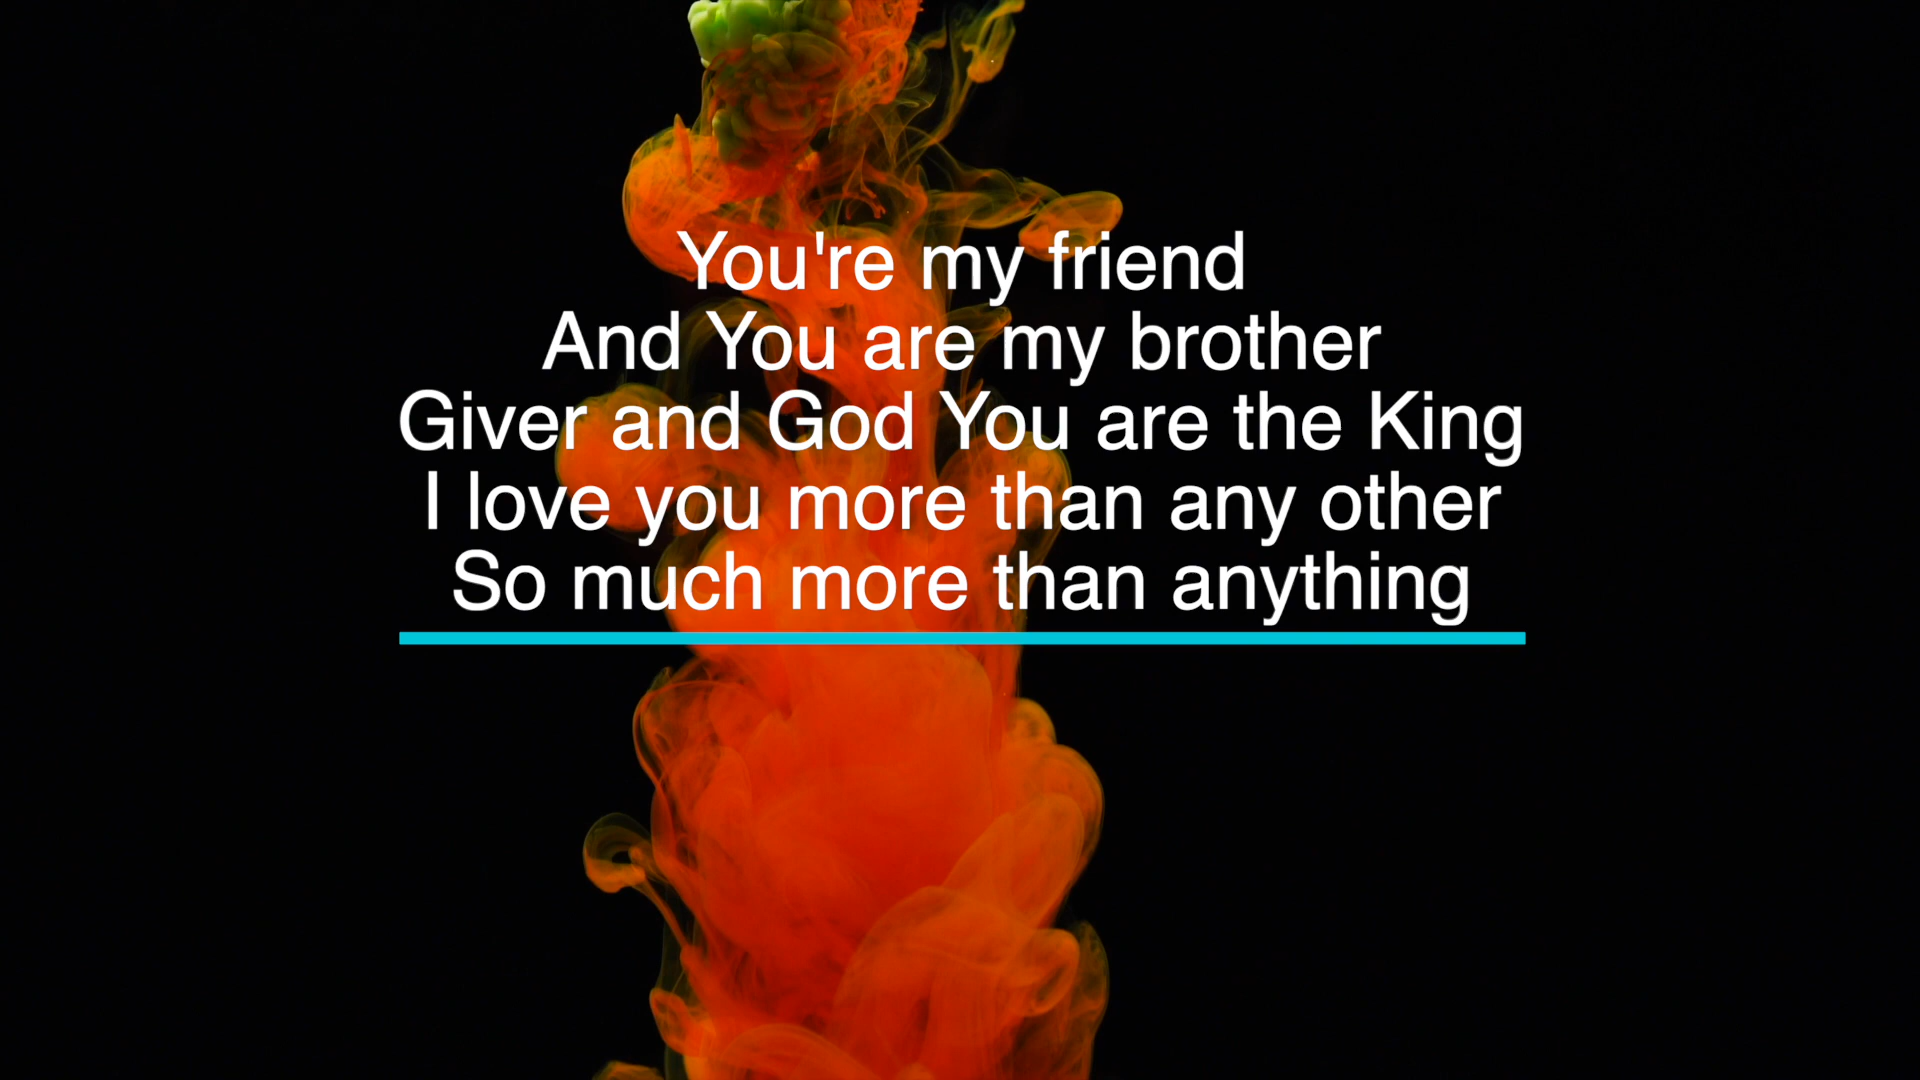 You're my friend
And You are my brother
Giver and God You are the King
I love you more than any other
So much more than anything